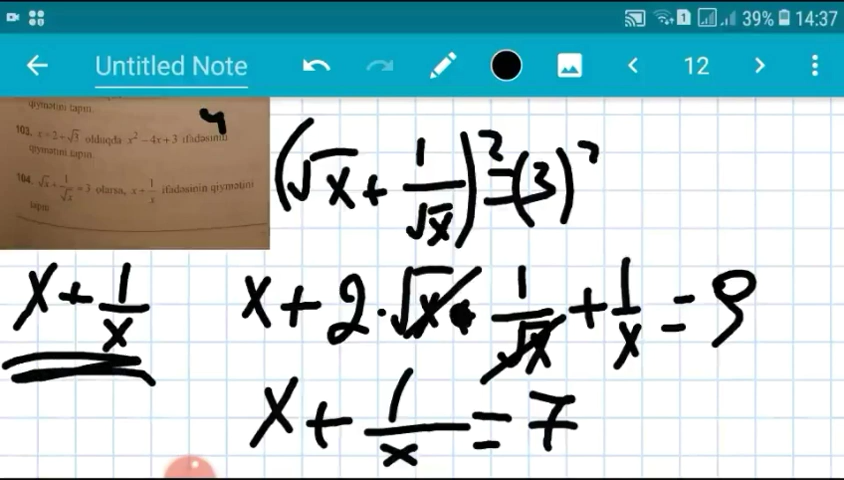 39% 14:37
Untitled Note
12
qiymətini tapın.
4
103. x = 2 + √3 olduqda x² − 4x + 3 ifadəsinin
qiymətini tapın.
104. √x + 1/√x = 3 olarsa, x + 1/x ifadəsinin qiymətini
tapın
(√x + 1/√x)² = (3)²
x + 1/x
x + 2 · √x · 1/√x + 1/x = 9
x + 1/x = 7